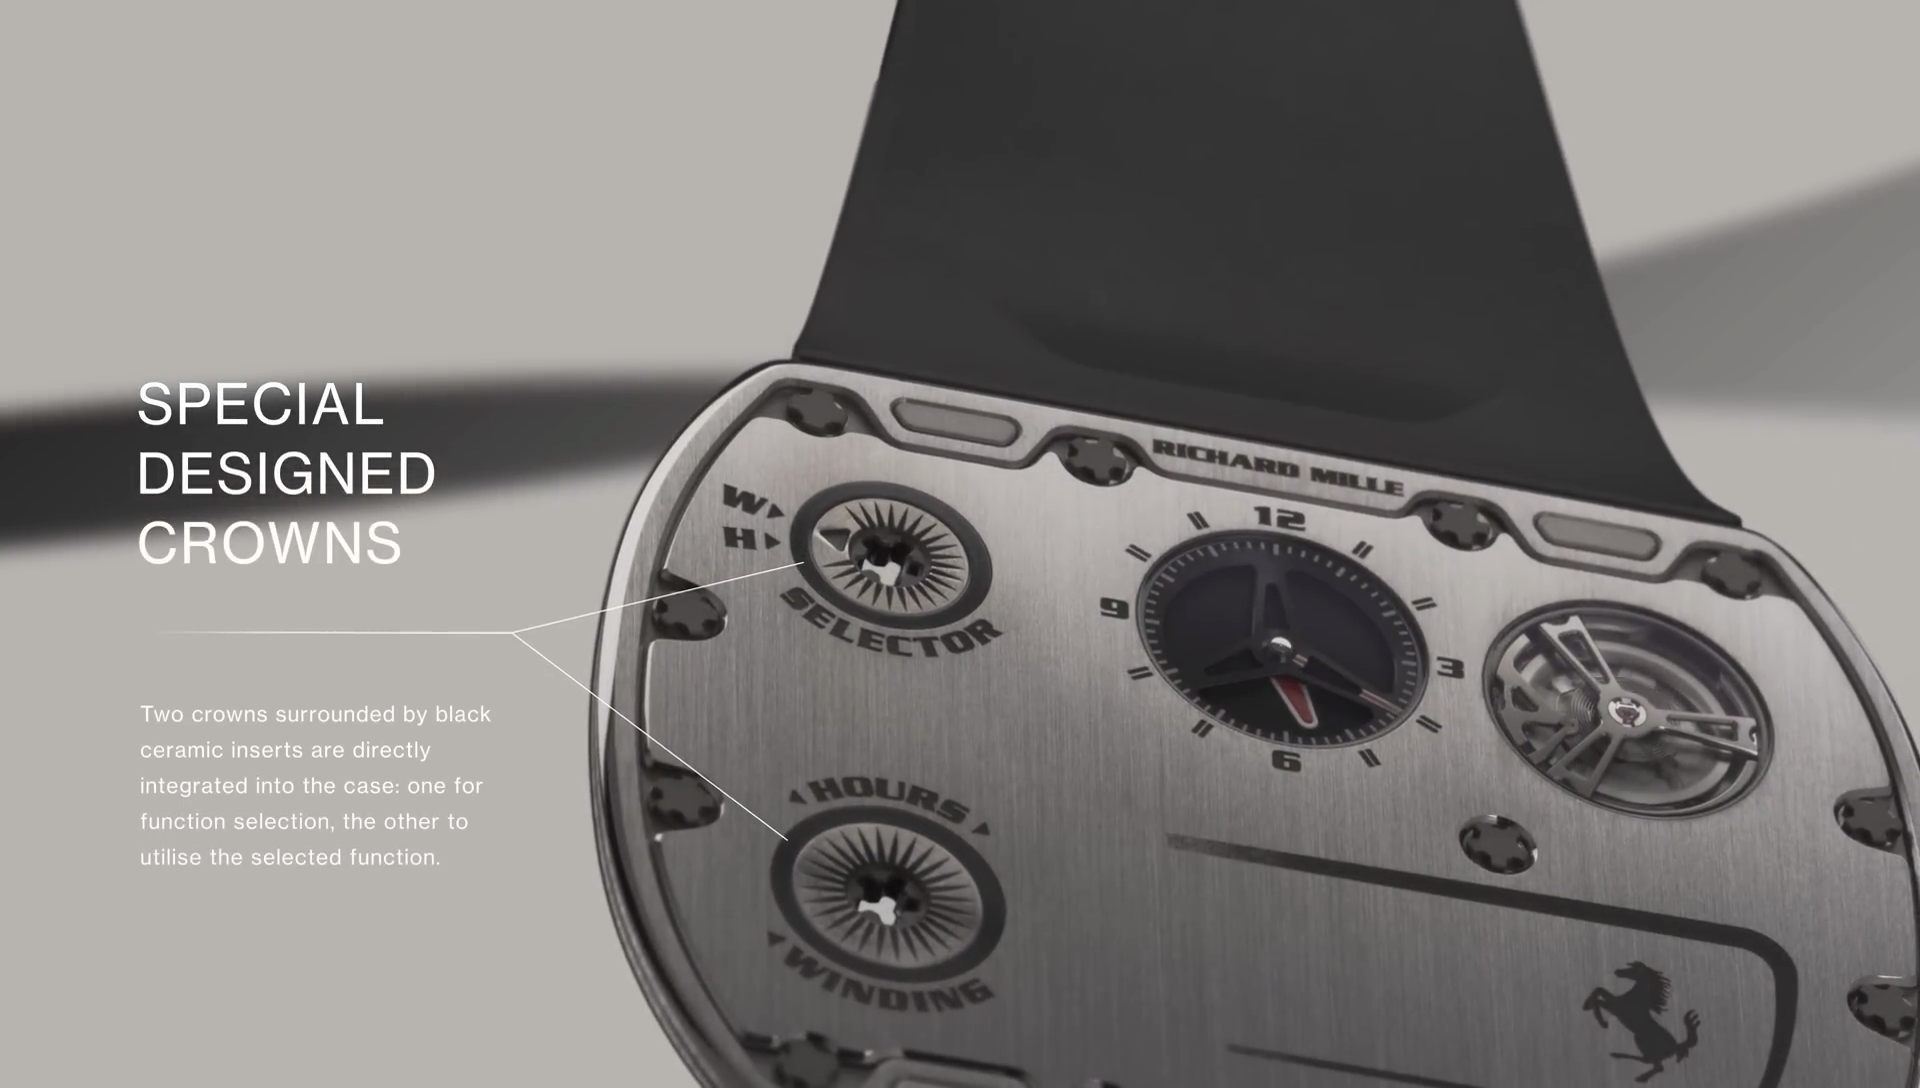 SPECIAL
DESIGNED
CROWNS
Two crowns surrounded by black
ceramic inserts are directly
integrated into the case: one for
function selection, the other to
utilise the selected function.
RICHARD MILLE
W
H
SELECTOR
12
9
3
6
HOURS
WINDING